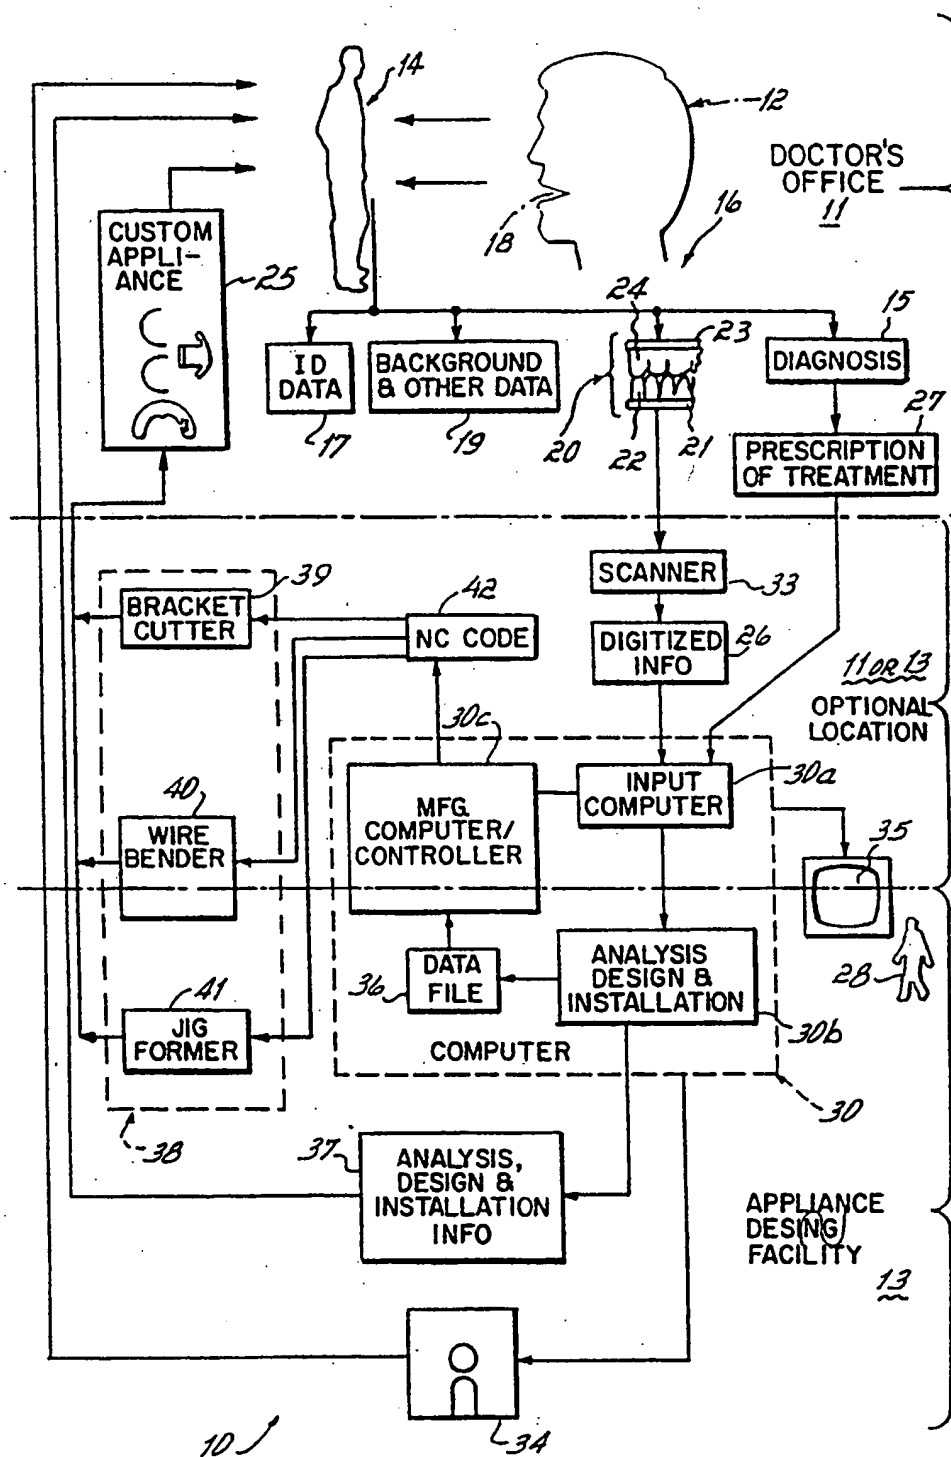 14
12
DOCTOR'S
OFFICE
11
18
16
CUSTOM
APPLI-
ANCE
25
24
23
15
ID
DATA
17
BACKGROUND
& OTHER DATA
19
20
22
21
DIAGNOSIS
27
PRESCRIPTION
OF TREATMENT
39
BRACKET
CUTTER
42
NC CODE
SCANNER
33
DIGITIZED
INFO
26
11 OR 13
OPTIONAL
LOCATION
30c
MFG.
COMPUTER/
CONTROLLER
INPUT
COMPUTER
30a
40
WIRE
BENDER
35
28
36
DATA
FILE
ANALYSIS
DESIGN &
INSTALLATION
30b
41
JIG
FORMER
COMPUTER
30
38
37
ANALYSIS,
DESIGN &
INSTALLATION
INFO
APPLIANCE
DESING
FACILITY
13
10
34